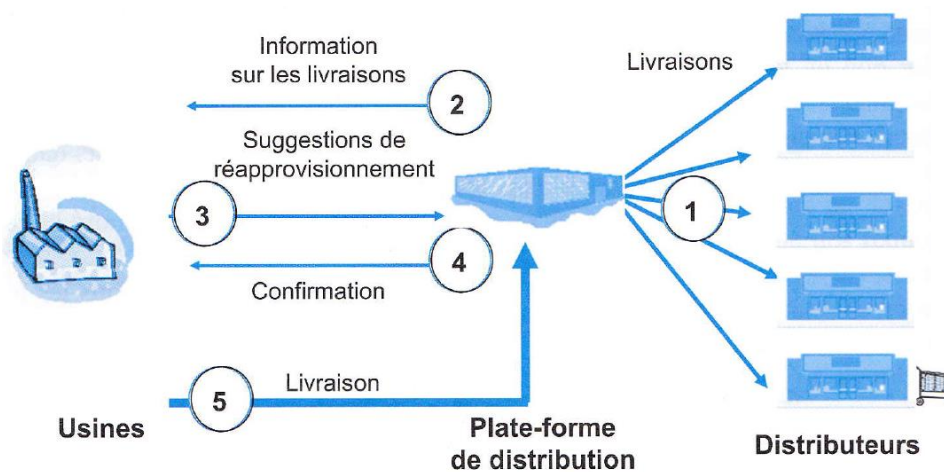 Information
sur les livraisons
2
Livraisons
Suggestions de
réapprovisionnement
3
1
4
Confirmation
5
Livraison
Usines
Plate-forme
de distribution
Distributeurs